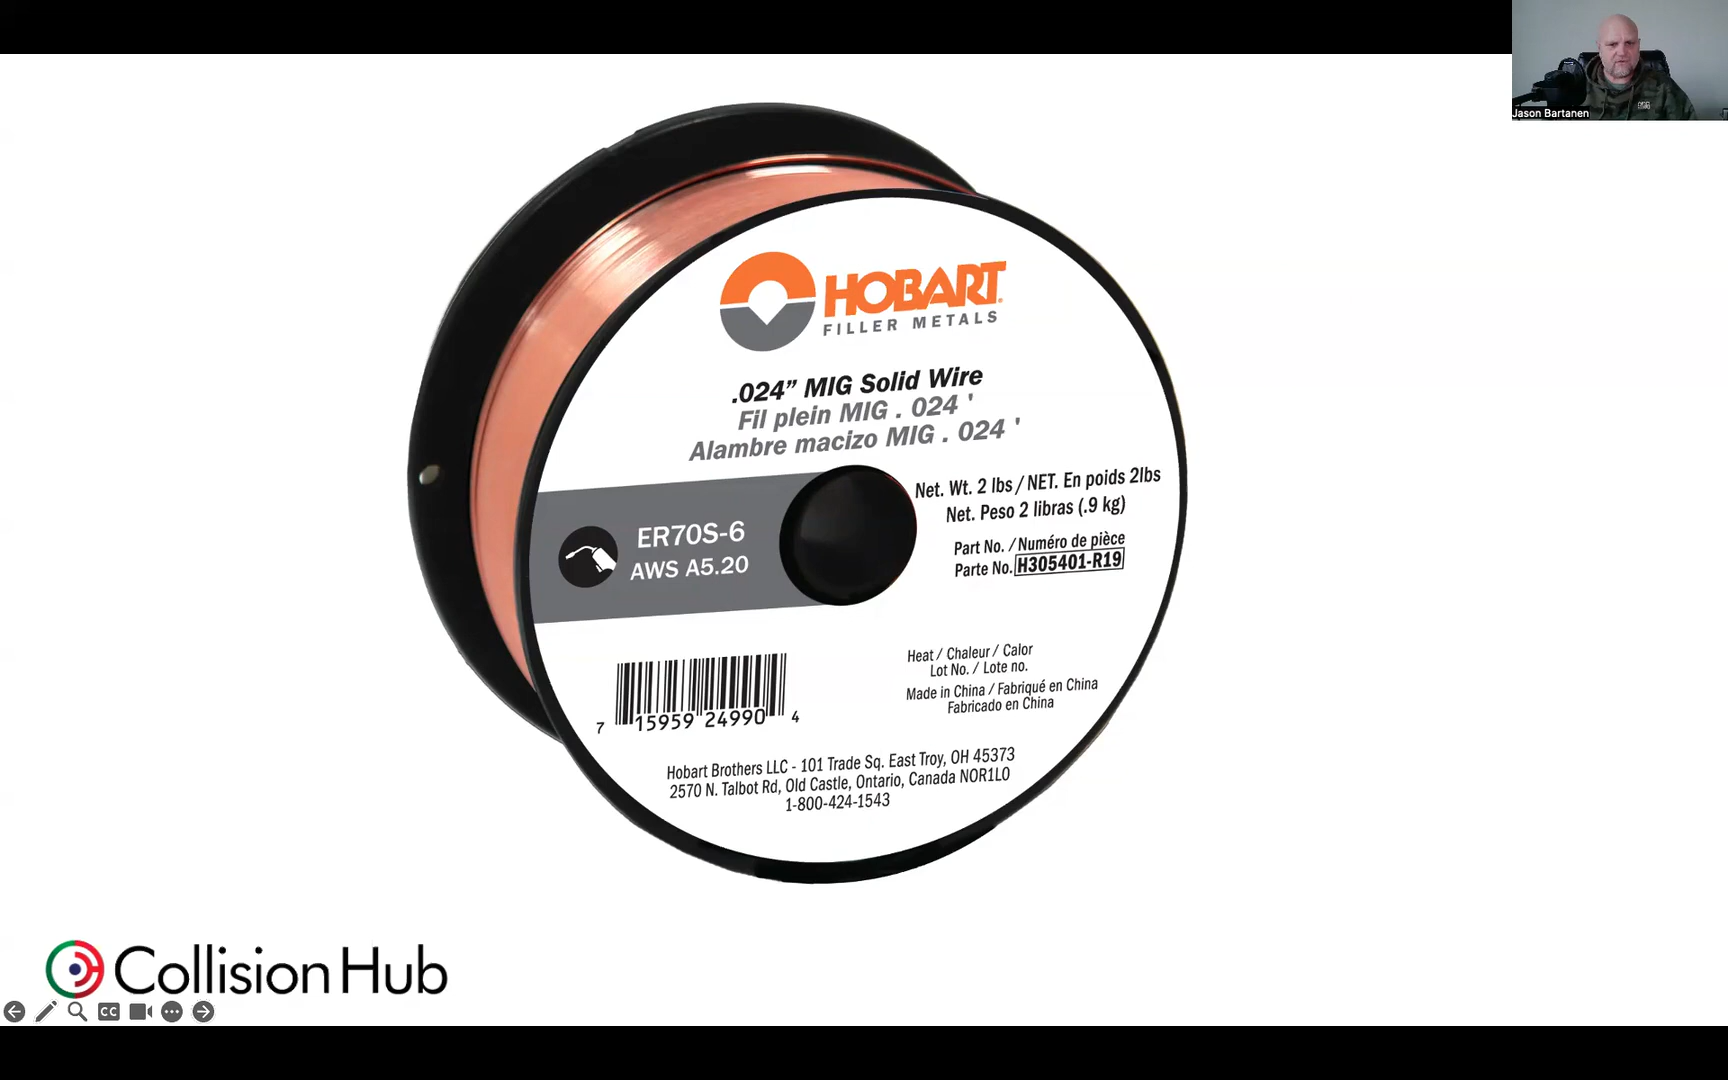 Jason Bartanen
HOBART
FILLER METALS
.024” MIG Solid Wire
Fil plein MIG . 024 '
Alambre macizo MIG . 024 '
Net. Wt. 2 lbs / NET. En poids 2lbs
Net. Peso 2 libras (.9 kg)
ER70S-6
AWS A5.20
Part No. / Numéro de pièce
Parte No. H305401-R19
Heat / Chaleur / Calor
Lot No. / Lote no.
Made in China / Fabriqué en China
Fabricado en China
7 15959 24990 4
Hobart Brothers LLC - 101 Trade Sq. East Troy, OH 45373
2570 N. Talbot Rd, Old Castle, Ontario, Canada NOR1L0
1-800-424-1543
Collision Hub
CC